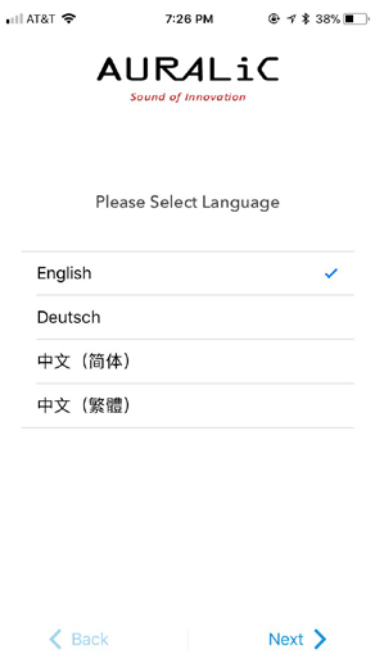 AT&T 7:26 PM 38%
AURALiC
Sound of Innovation
Please Select Language
English
Deutsch
中文（简体）
中文（繁體）
Back Next